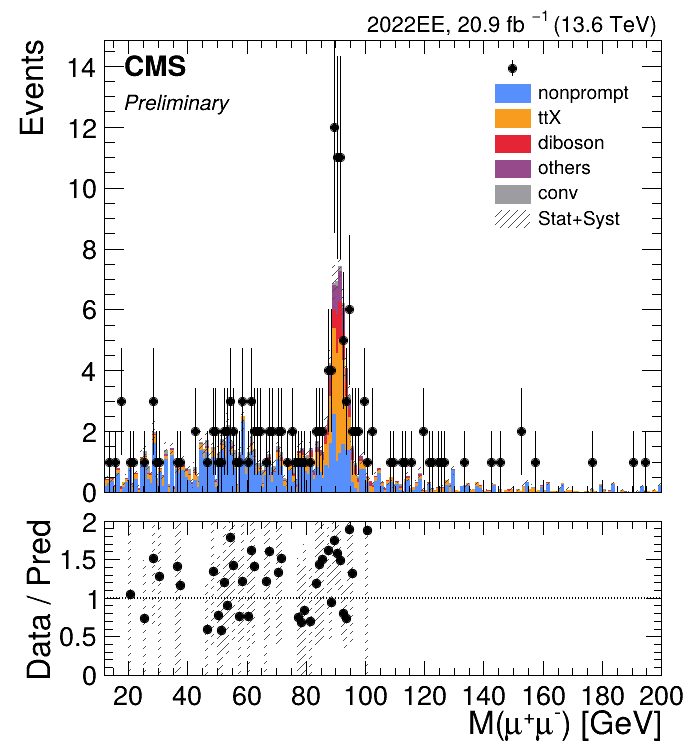 2022EE, 20.9 fb⁻¹ (13.6 TeV)
CMS
Preliminary
Events
14
12
10
8
6
4
2
0
nonprompt
ttX
diboson
others
conv
Stat+Syst
Data / Pred
2
1.5
1
0.5
0
20 40 60 80 100 120 140 160 180 200
M(μ⁺μ⁻) [GeV]